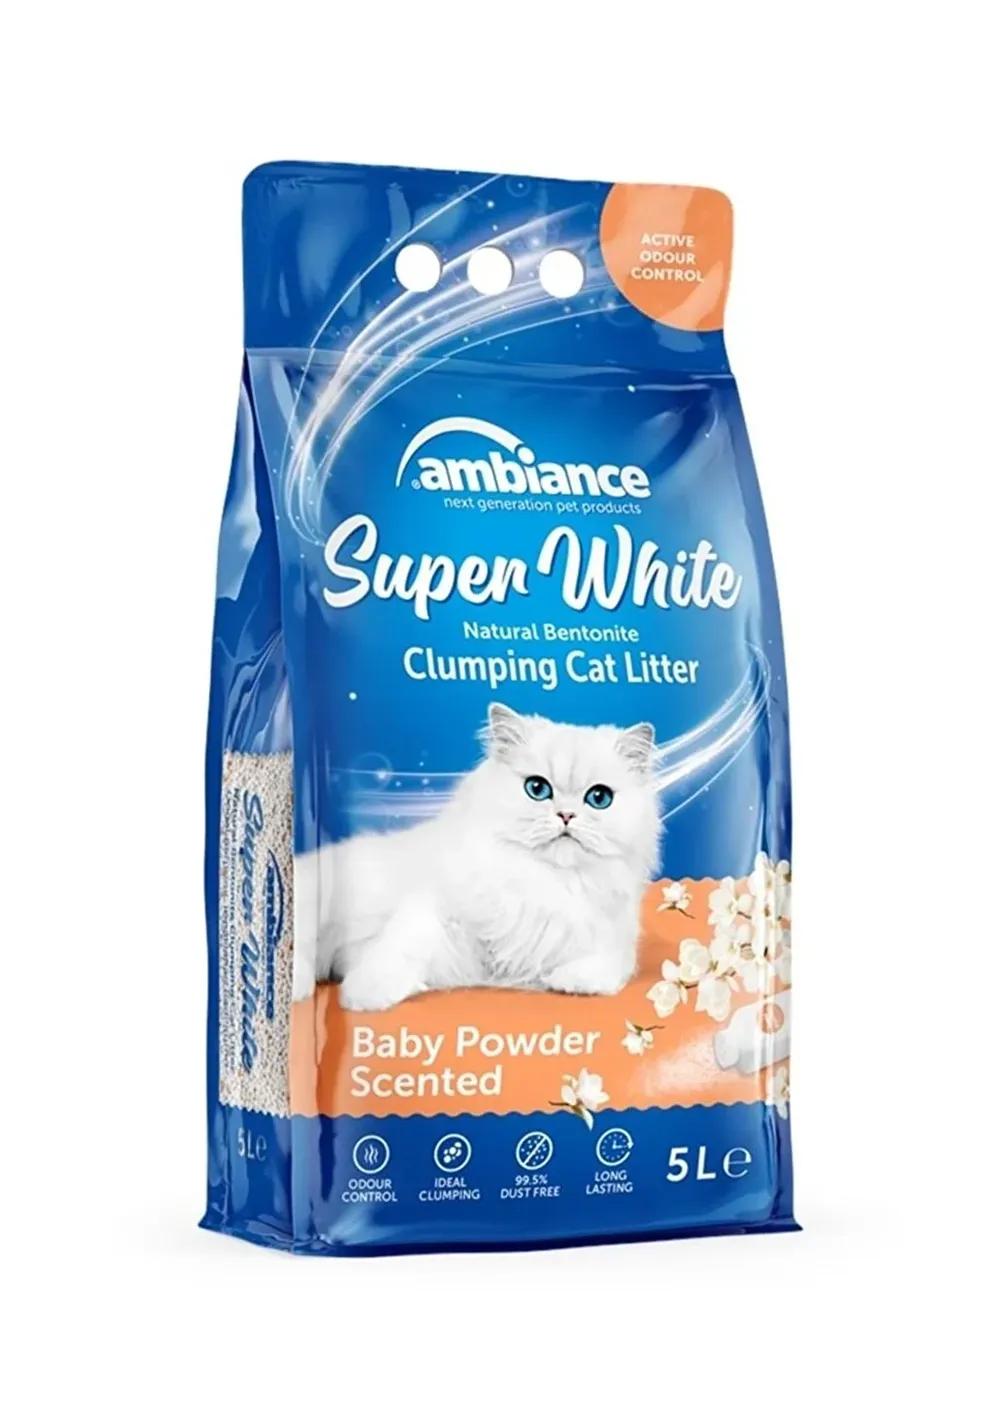 ACTIVE
ODOUR
CONTROL
®ambiance
next generation pet products
Super White
Natural Bentonite
Clumping Cat Litter
Baby Powder
Scented
ODOUR
CONTROL
IDEAL
CLUMPING
99.5%
DUST FREE
LONG
LASTING
5 L e
Super White
5 L e